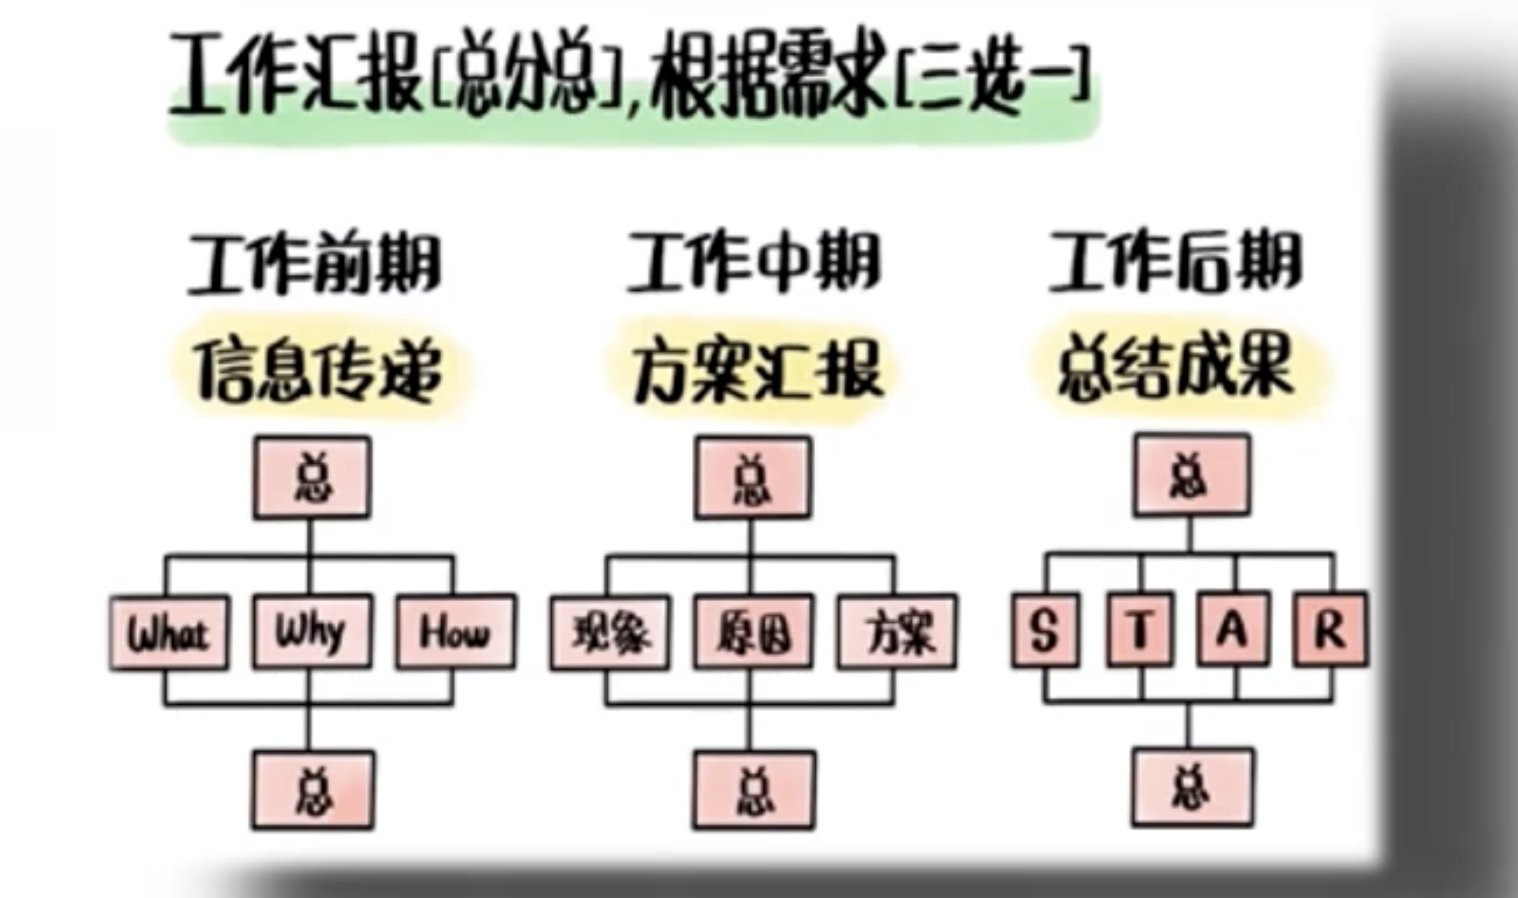 工作汇报[总分总],根据需求[三选一]
工作前期 工作中期 工作后期
信息传递 方案汇报 总结成果
总 总 总
What Why How 现象 原因 方案 S T A R
总 总 总